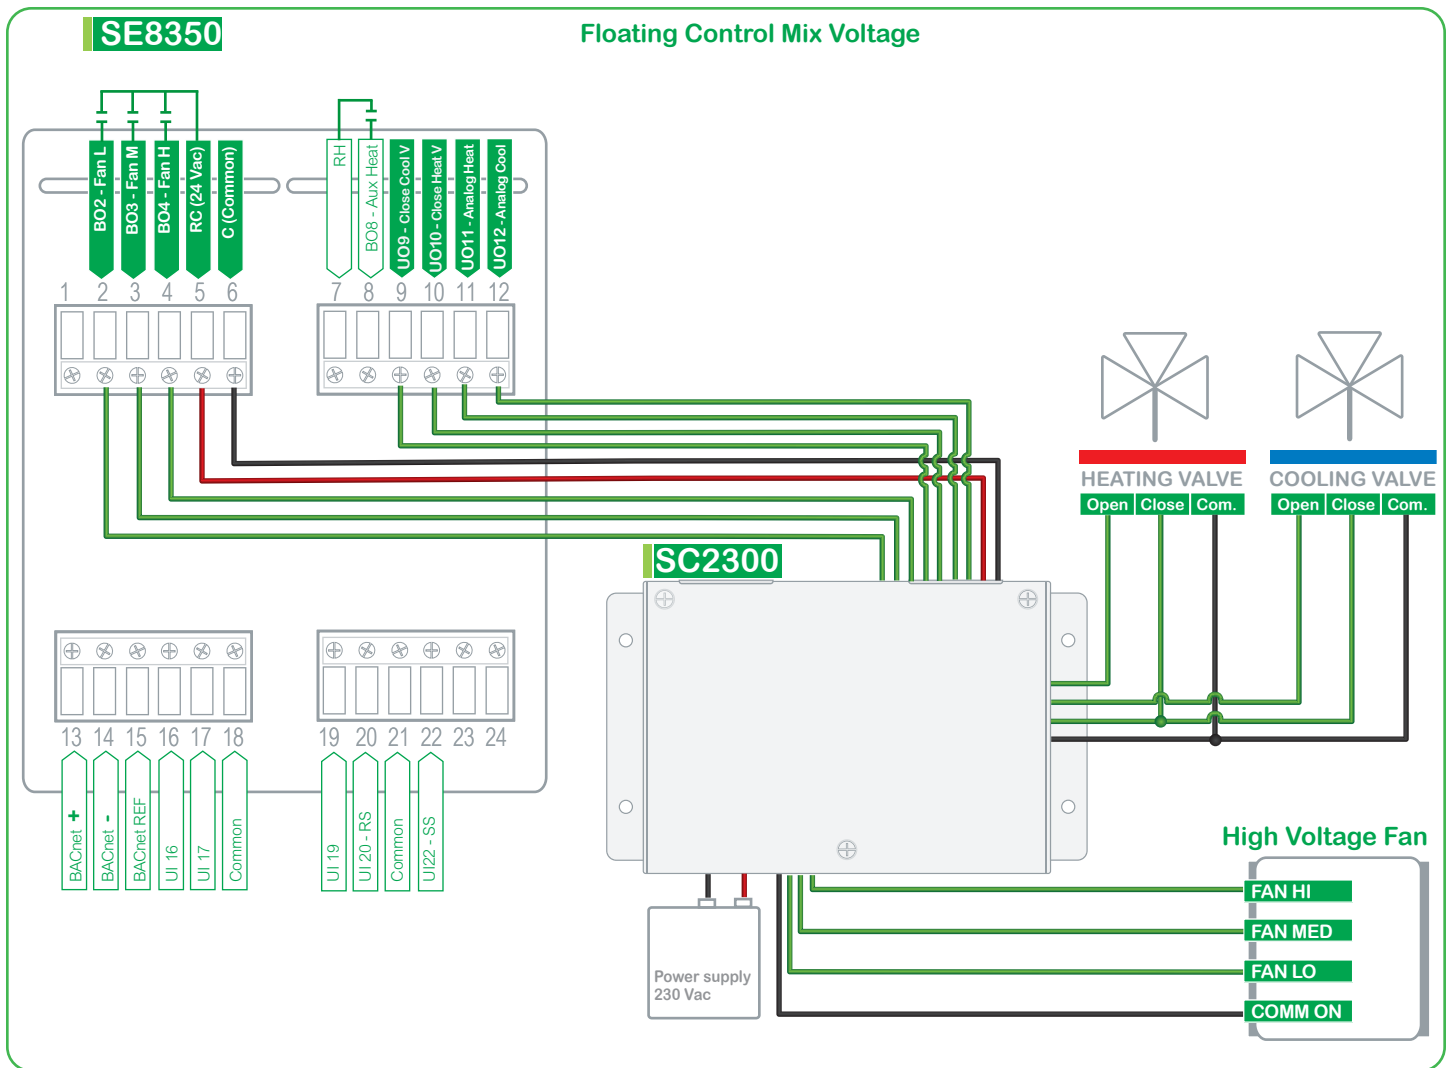 SE8350
Floating Control Mix Voltage
BO2 - Fan L
BO3 - Fan M
BO4 - Fan H
RC (24 Vac)
C (Common)
RH
BO8 - Aux Heat
UO9 - Close Cool V
UO10 - Close Heat V
UO11 - Analog Heat
UO12 - Analog Cool
1 2 3 4 5 6
7 8 9 10 11 12
HEATING VALVE
Open Close Com.
COOLING VALVE
Open Close Com.
SC2300
13 14 15 16 17 18
19 20 21 22 23 24
BACnet +
BACnet -
BACnet REF
UI 16
UI 17
Common
UI 19
UI 20 - RS
Common
UI22 - SS
High Voltage Fan
FAN HI
FAN MED
FAN LO
COMM ON
Power supply
230 Vac